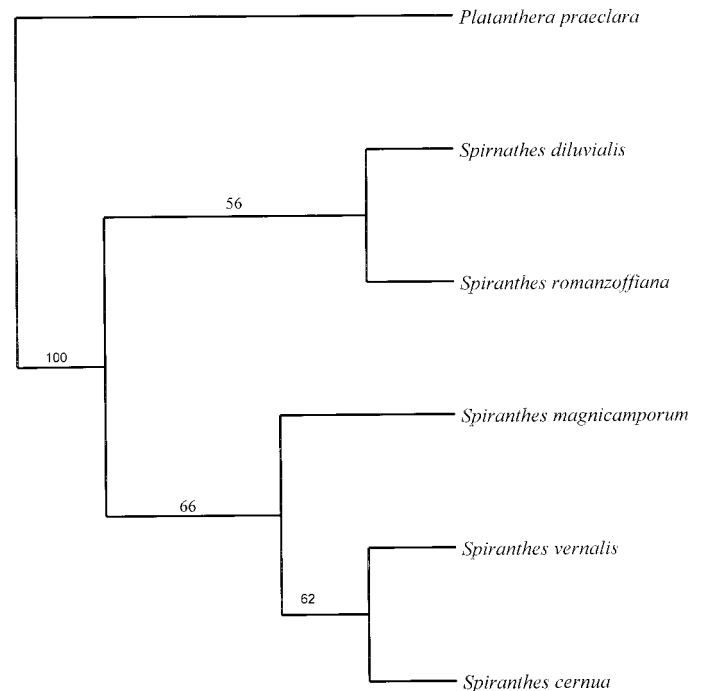 Platanthera praeclara
Spirnathes diluvialis
56
Spiranthes romanzoffiana
100
Spiranthes magnicamporum
66
Spiranthes vernalis
62
Spiranthes cernua